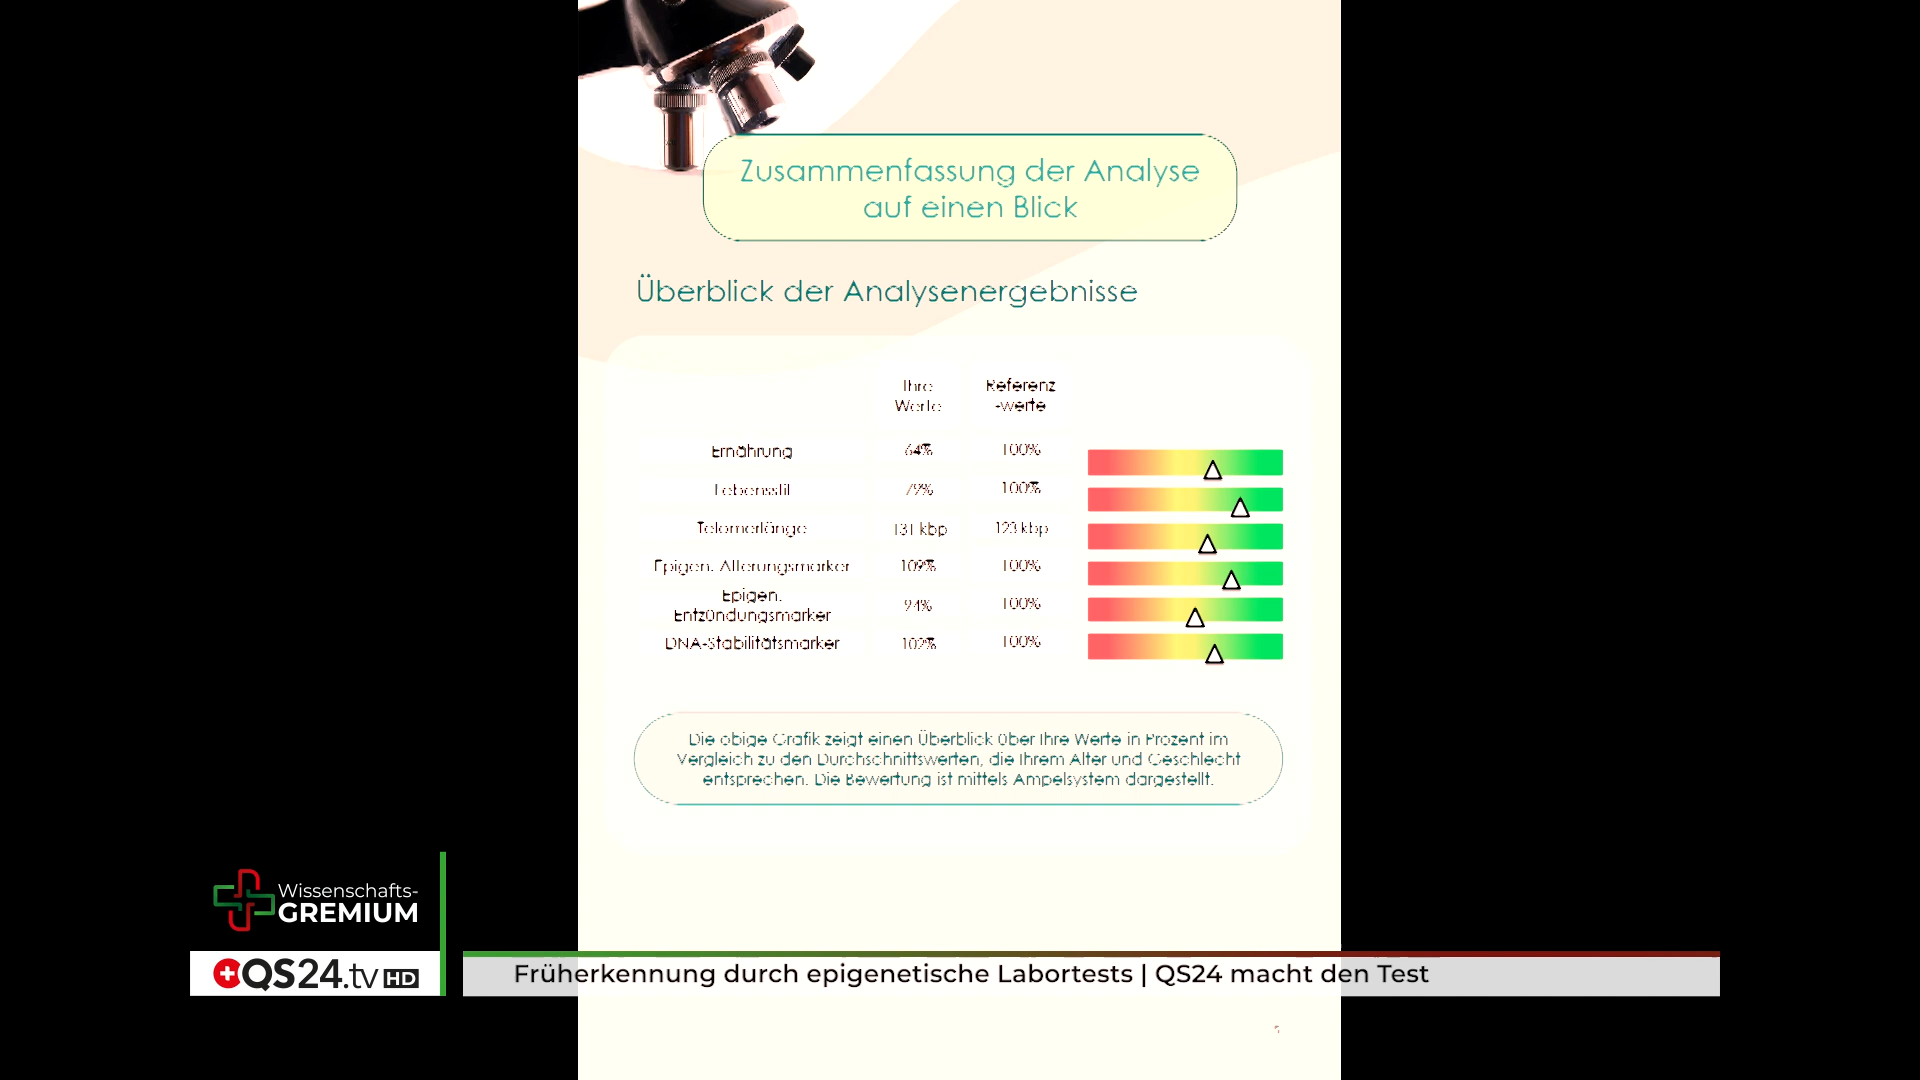 Zusammenfassung der Analyse
auf einen Blick
Überblick der Analysenergebnisse
Ihre
Werte
Referenz
-werte
Ernährung 64% 100%
Lebensstil 79% 100%
Telomerlänge 131 kbp 123 kbp
Epigen. Alterungsmarker 109% 100%
Epigen.
Entzündungsmarker 94% 100%
DNA-Stabilitätsmarker 102% 100%
Die obige Grafik zeigt einen Überblick über Ihre Werte in Prozent im
Vergleich zu den Durchschnittswerten, die Ihrem Alter und Geschlecht
entsprechen. Die Bewertung ist mittels Ampelsystem dargestellt.
Wissenschafts-
GREMIUM
QS24.tv HD
Früherkennung durch epigenetische Labortests | QS24 macht den Test